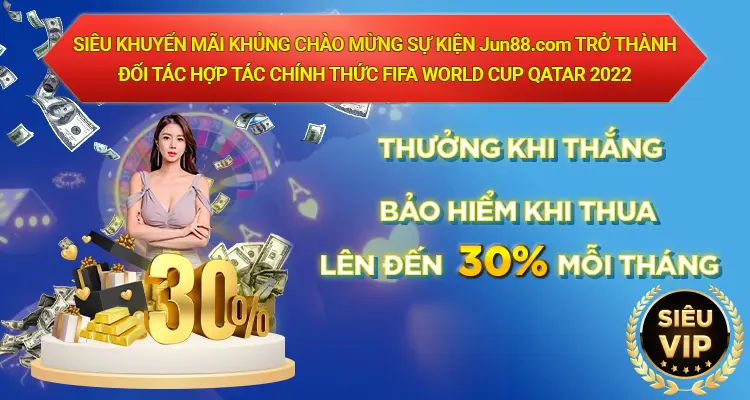 SIÊU KHUYẾN MÃI KHỦNG CHÀO MỪNG SỰ KIỆN Jun88.com TRỞ THÀNH
ĐỐI TÁC HỢP TÁC CHÍNH THỨC FIFA WORLD CUP QATAR 2022
THƯỞNG KHI THẮNG
BẢO HIỂM KHI THUA
LÊN ĐẾN 30% MỖI THÁNG
30%
SIÊU
VIP